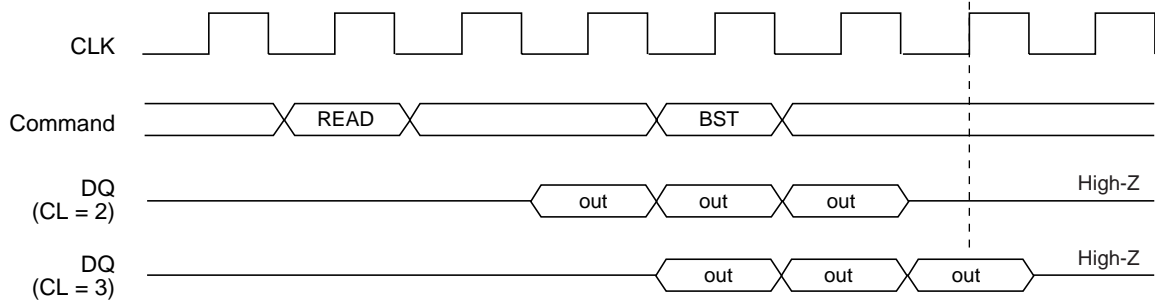 CLK
Command
READ
BST
DQ
(CL = 2)
out
out
out
High-Z
DQ
(CL = 3)
out
out
out
High-Z